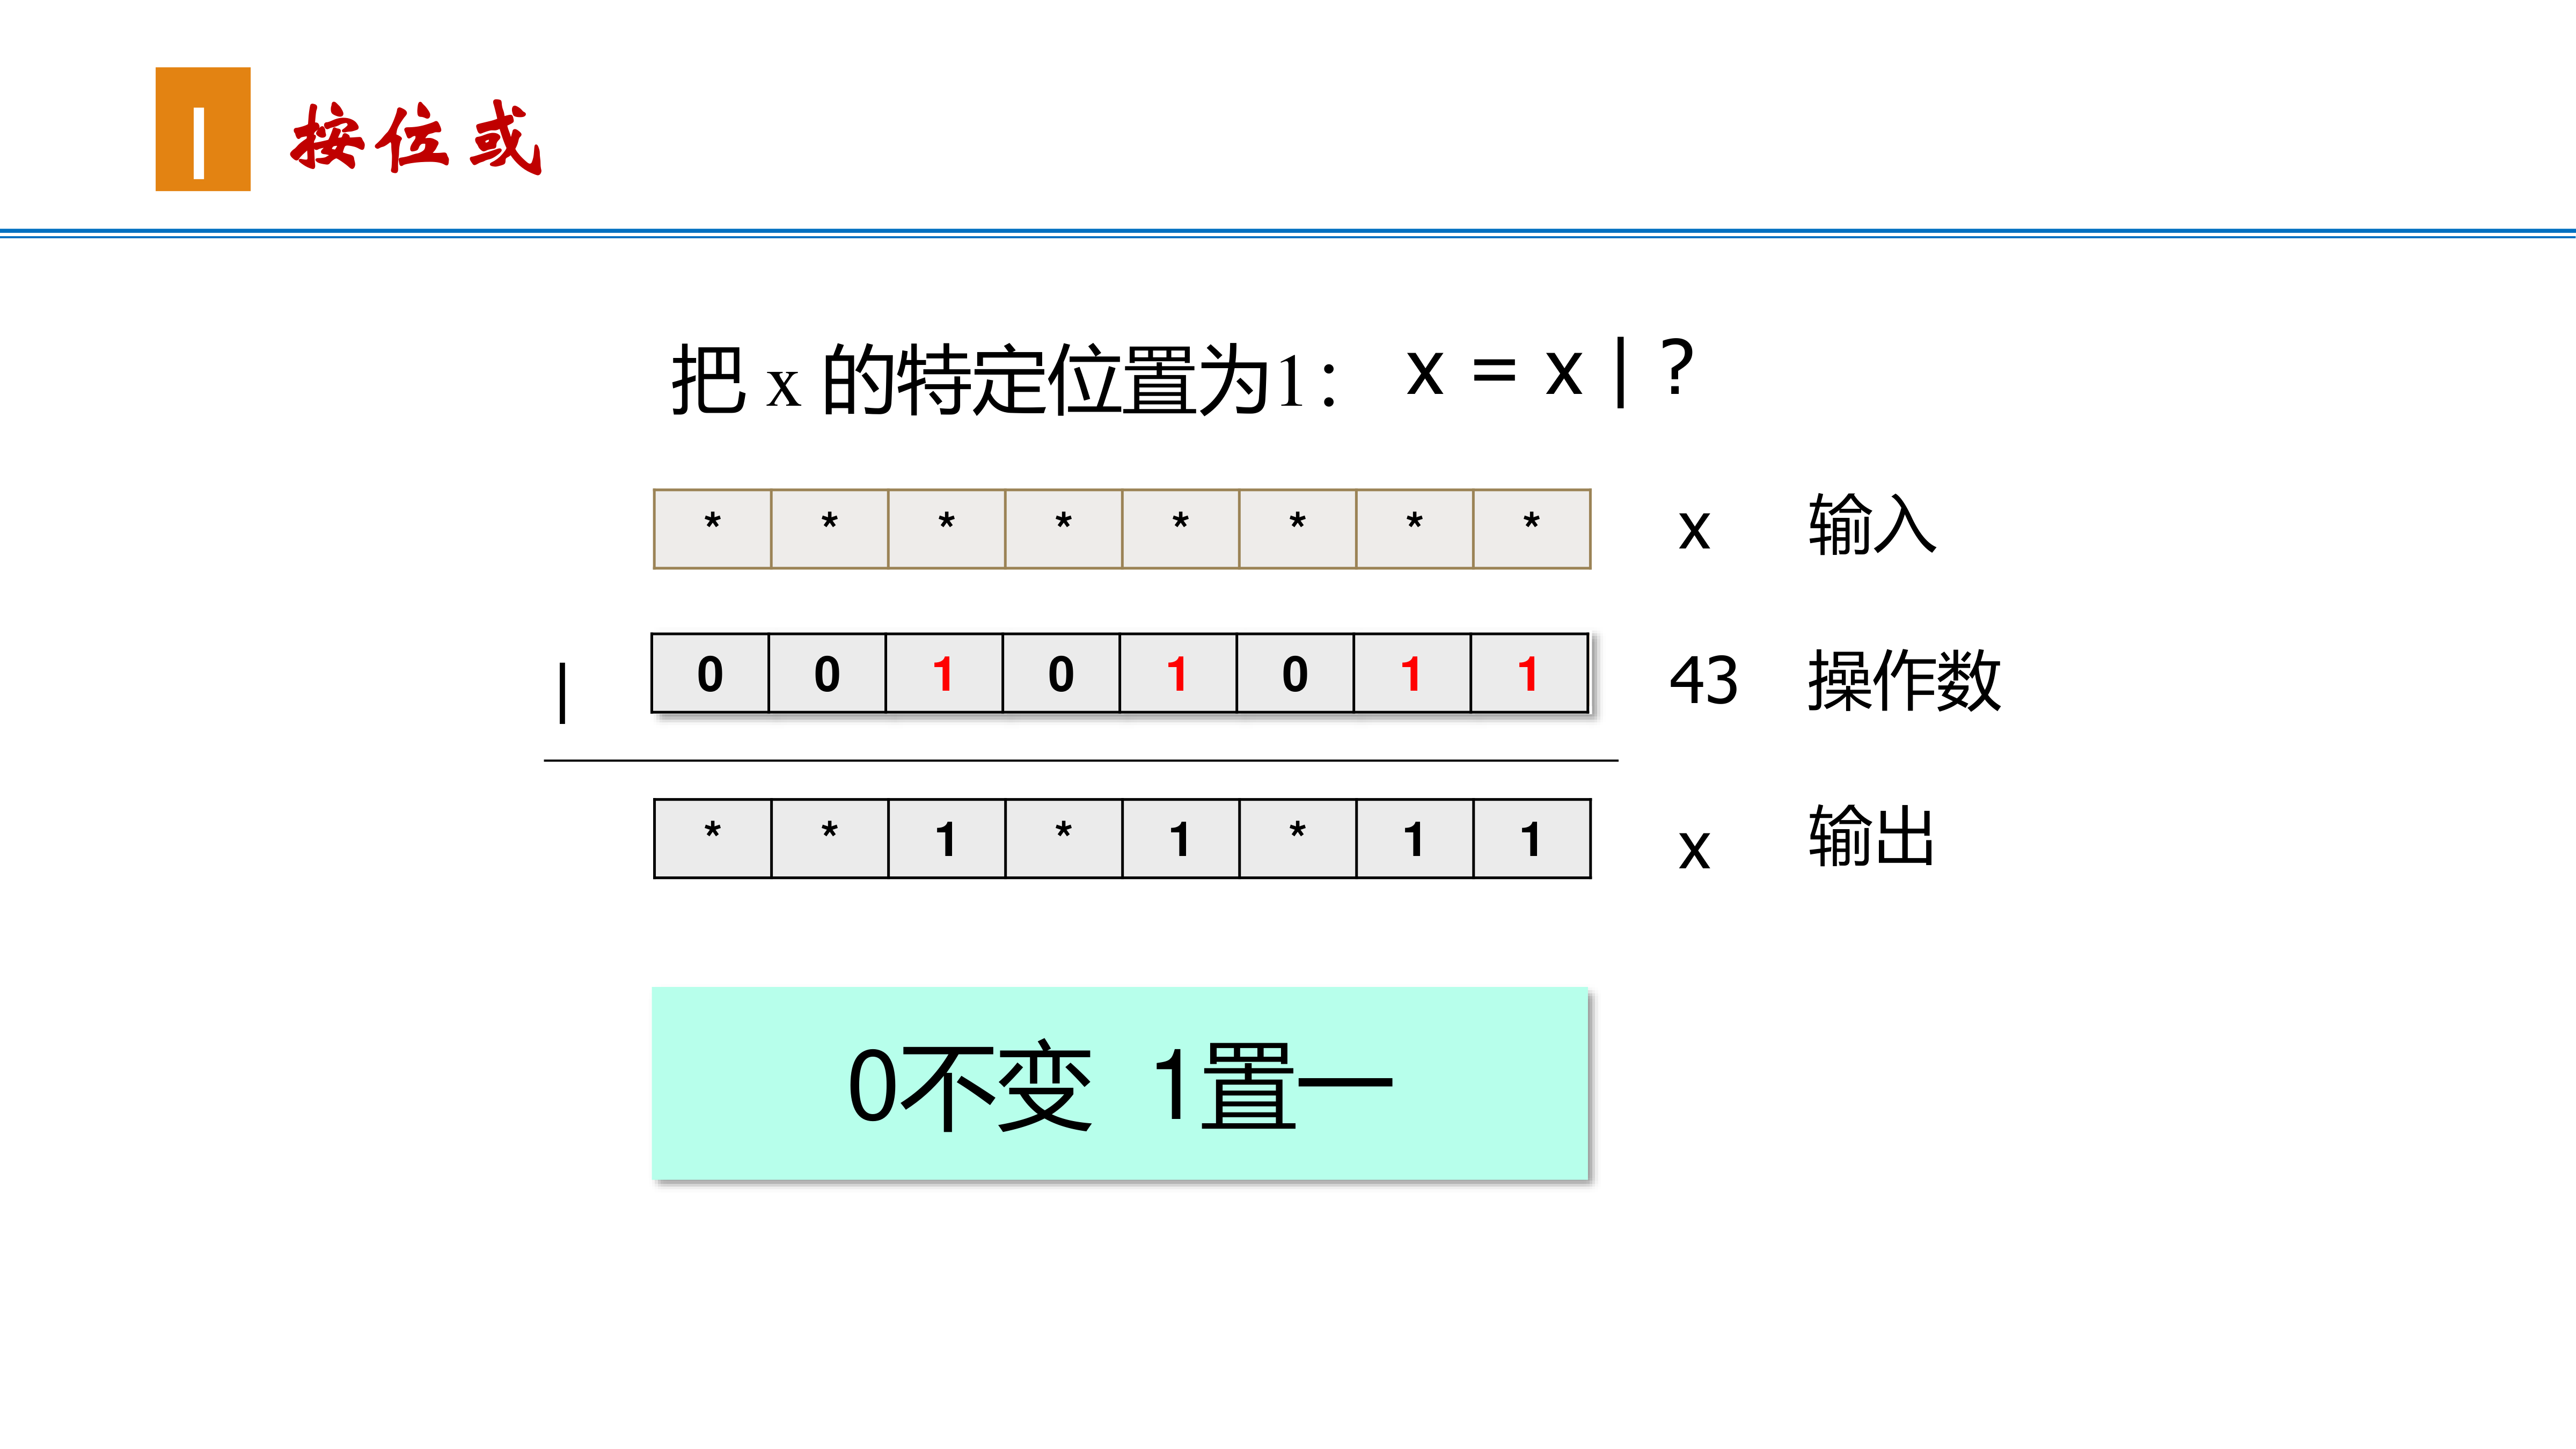 | 按位或
把 x 的特定位置为1： x = x | ?
* * * * * * * * x 输入
| 0 0 1 0 1 0 1 1 43 操作数
* * 1 * 1 * 1 1 x 输出
0不变 1置一